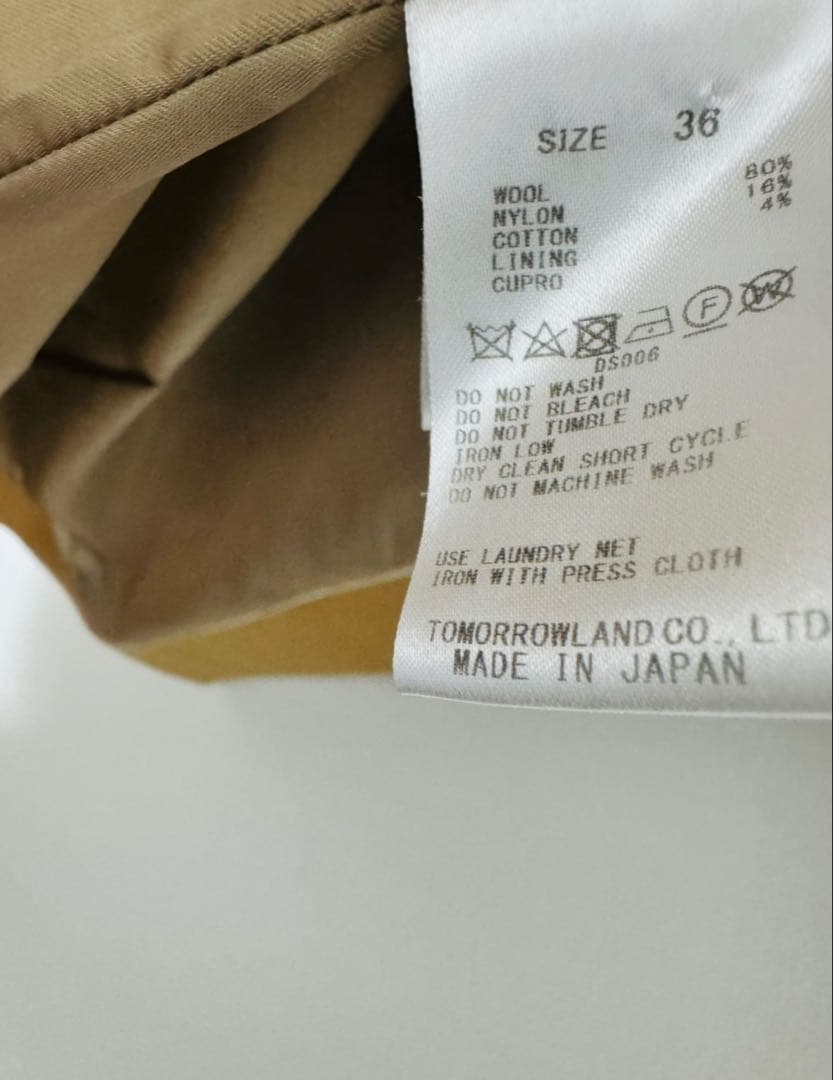 SIZE 36
WOOL 80%
NYLON 16%
COTTON 4%
LINING
CUPRO
F W
DS006
DO NOT WASH
DO NOT BLEACH
DO NOT TUMBLE DRY
IRON LOW
DRY CLEAN SHORT CYCLE
DO NOT MACHINE WASH
USE LAUNDRY NET
IRON WITH PRESS CLOTH
TOMORROWLAND CO., LTD
MADE IN JAPAN